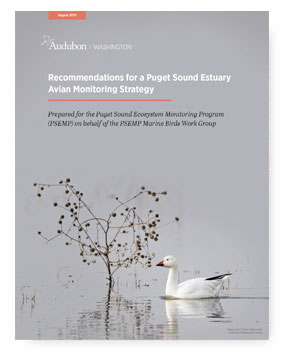 August 2019
Audubon | WASHINGTON
Recommendations for a Puget Sound Estuary
Avian Monitoring Strategy
Prepared for the Puget Sound Ecosystem Monitoring Program
(PSEMP) on behalf of the PSEMP Marine Birds Work Group